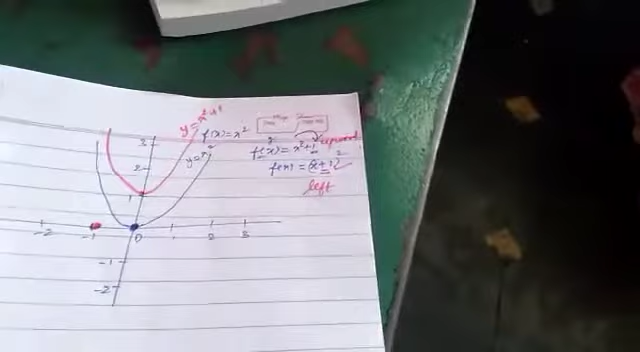 y=x²+1
f(x)=x²
y=x²
f(x)=x²+1 upward
f(x)=(x+1)²
left
3
2
1
-2 -1 0 1 2 3
-1
-2